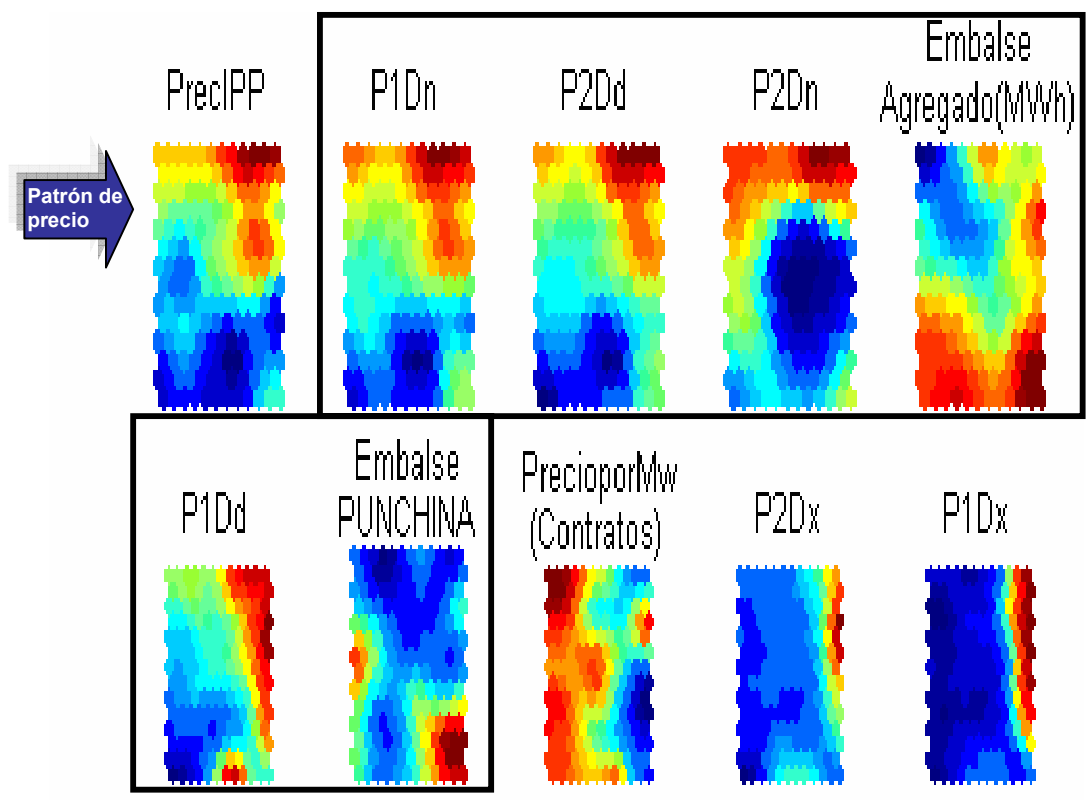 Embalse
PrecIPP P1Dn P2Dd P2Dn Agregado(MWh)
Patrón de
precio
Embalse PrecioporMw
P1Dd PUNCHINA (Contratos) P2Dx P1Dx